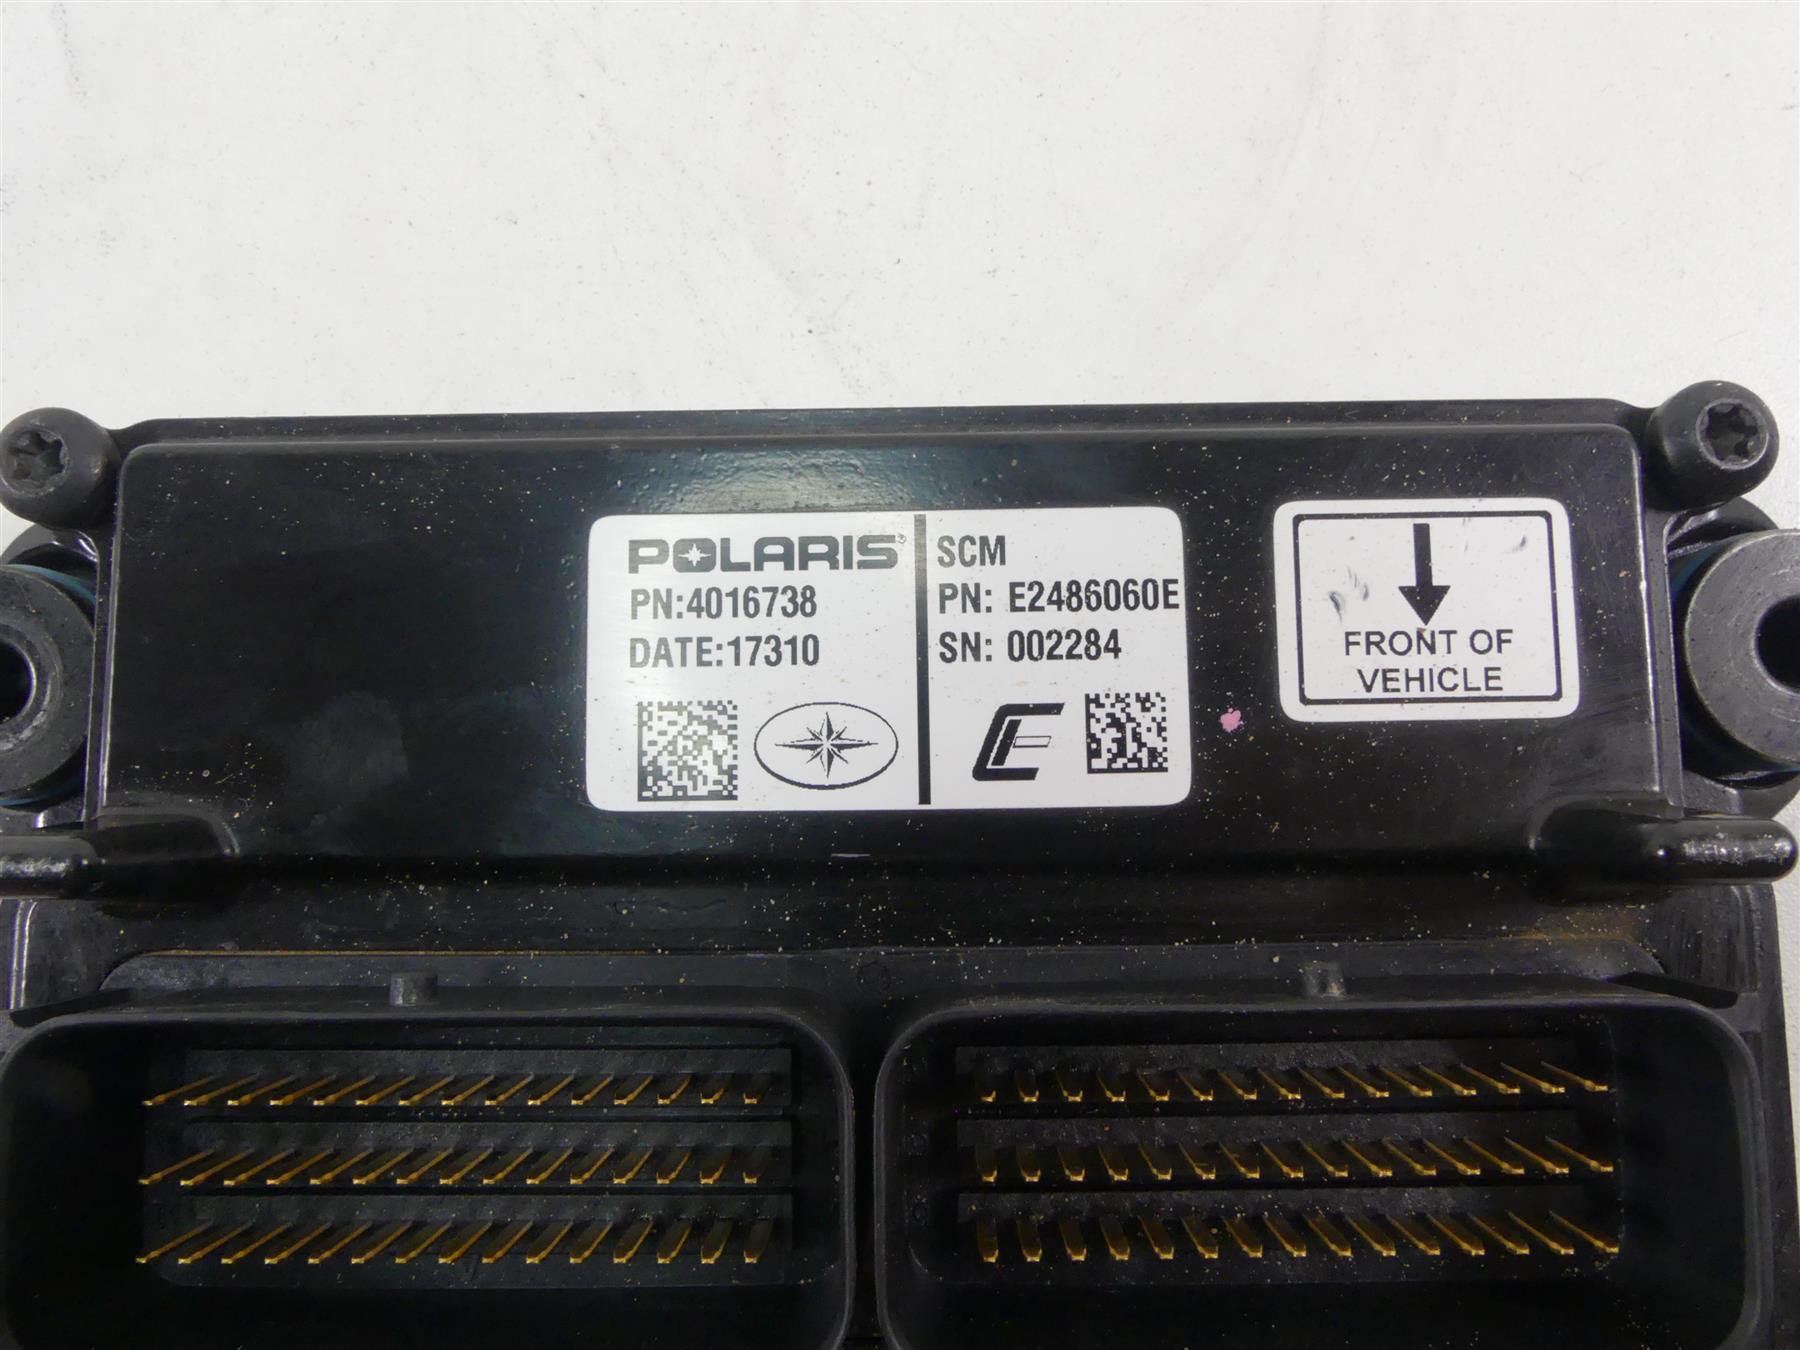 POLARIS®
PN:4016738
DATE:17310
SCM
PN: E2486060E
SN: 002284
FRONT OF
VEHICLE